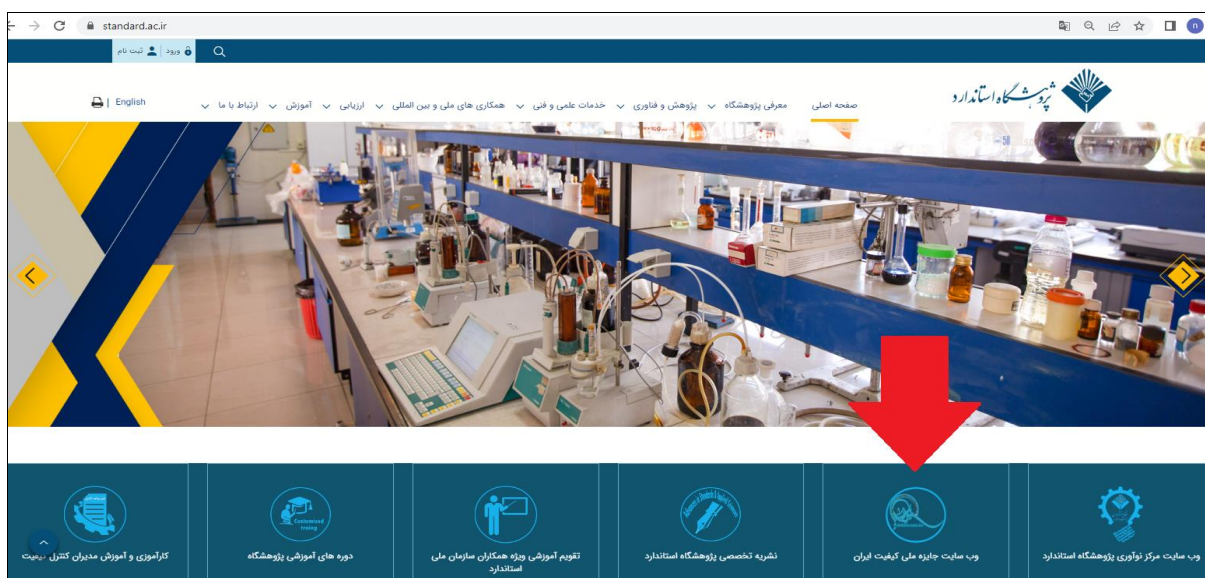 standard.ac.ir
n
ورود | ثبت نام
پژوهشگاه استاندارد
صفحه اصلی معرفی پژوهشگاه پژوهش و فناوری خدمات علمی و فنی همکاری های ملی و بین المللی ارزیابی آموزش ارتباط با ما
English |
وب سایت مرکز نوآوری پژوهشگاه استاندارد
وب سایت جایزه ملی کیفیت ایران
نشریه تخصصی پژوهشگاه استاندارد
تقویم آموزشی ویژه همکاران سازمان ملی
استاندارد
Customized
traing
دوره های آموزشی پژوهشگاه
کارآموزی و آموزش مدیران کنترل کیفیت